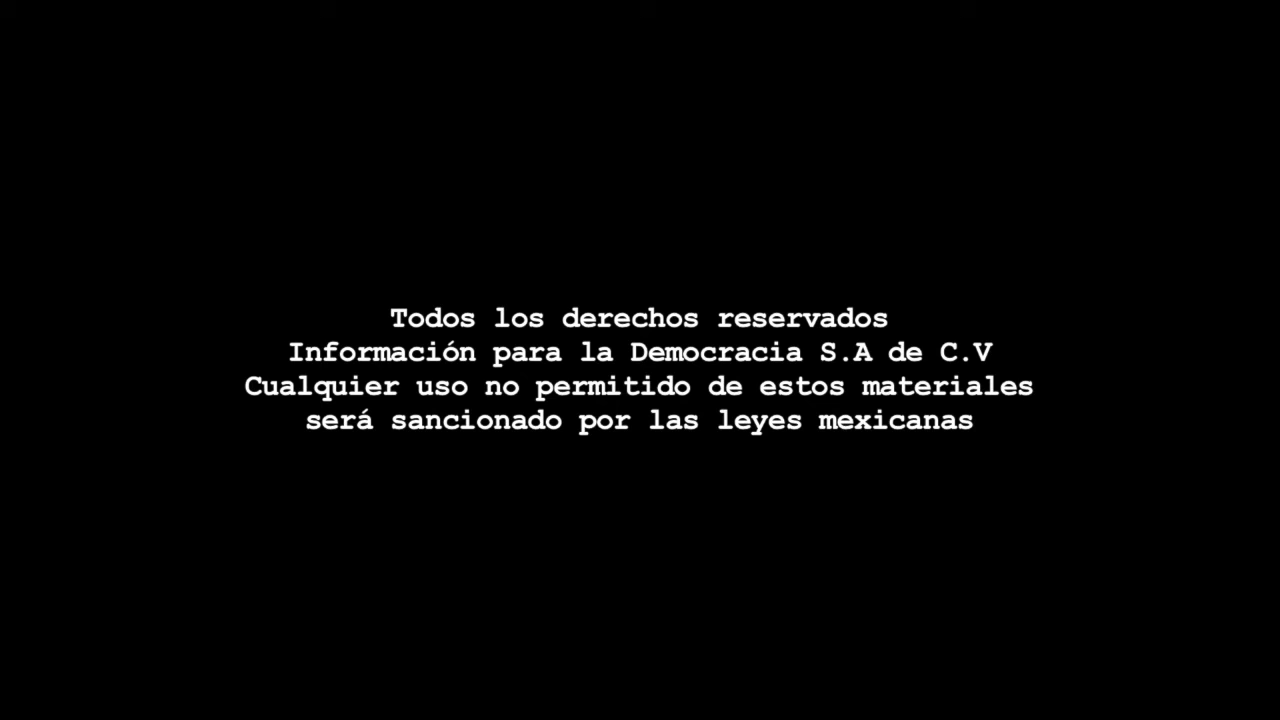 Todos los derechos reservados
Información para la Democracia S.A de C.V
Cualquier uso no permitido de estos materiales
será sancionado por las leyes mexicanas